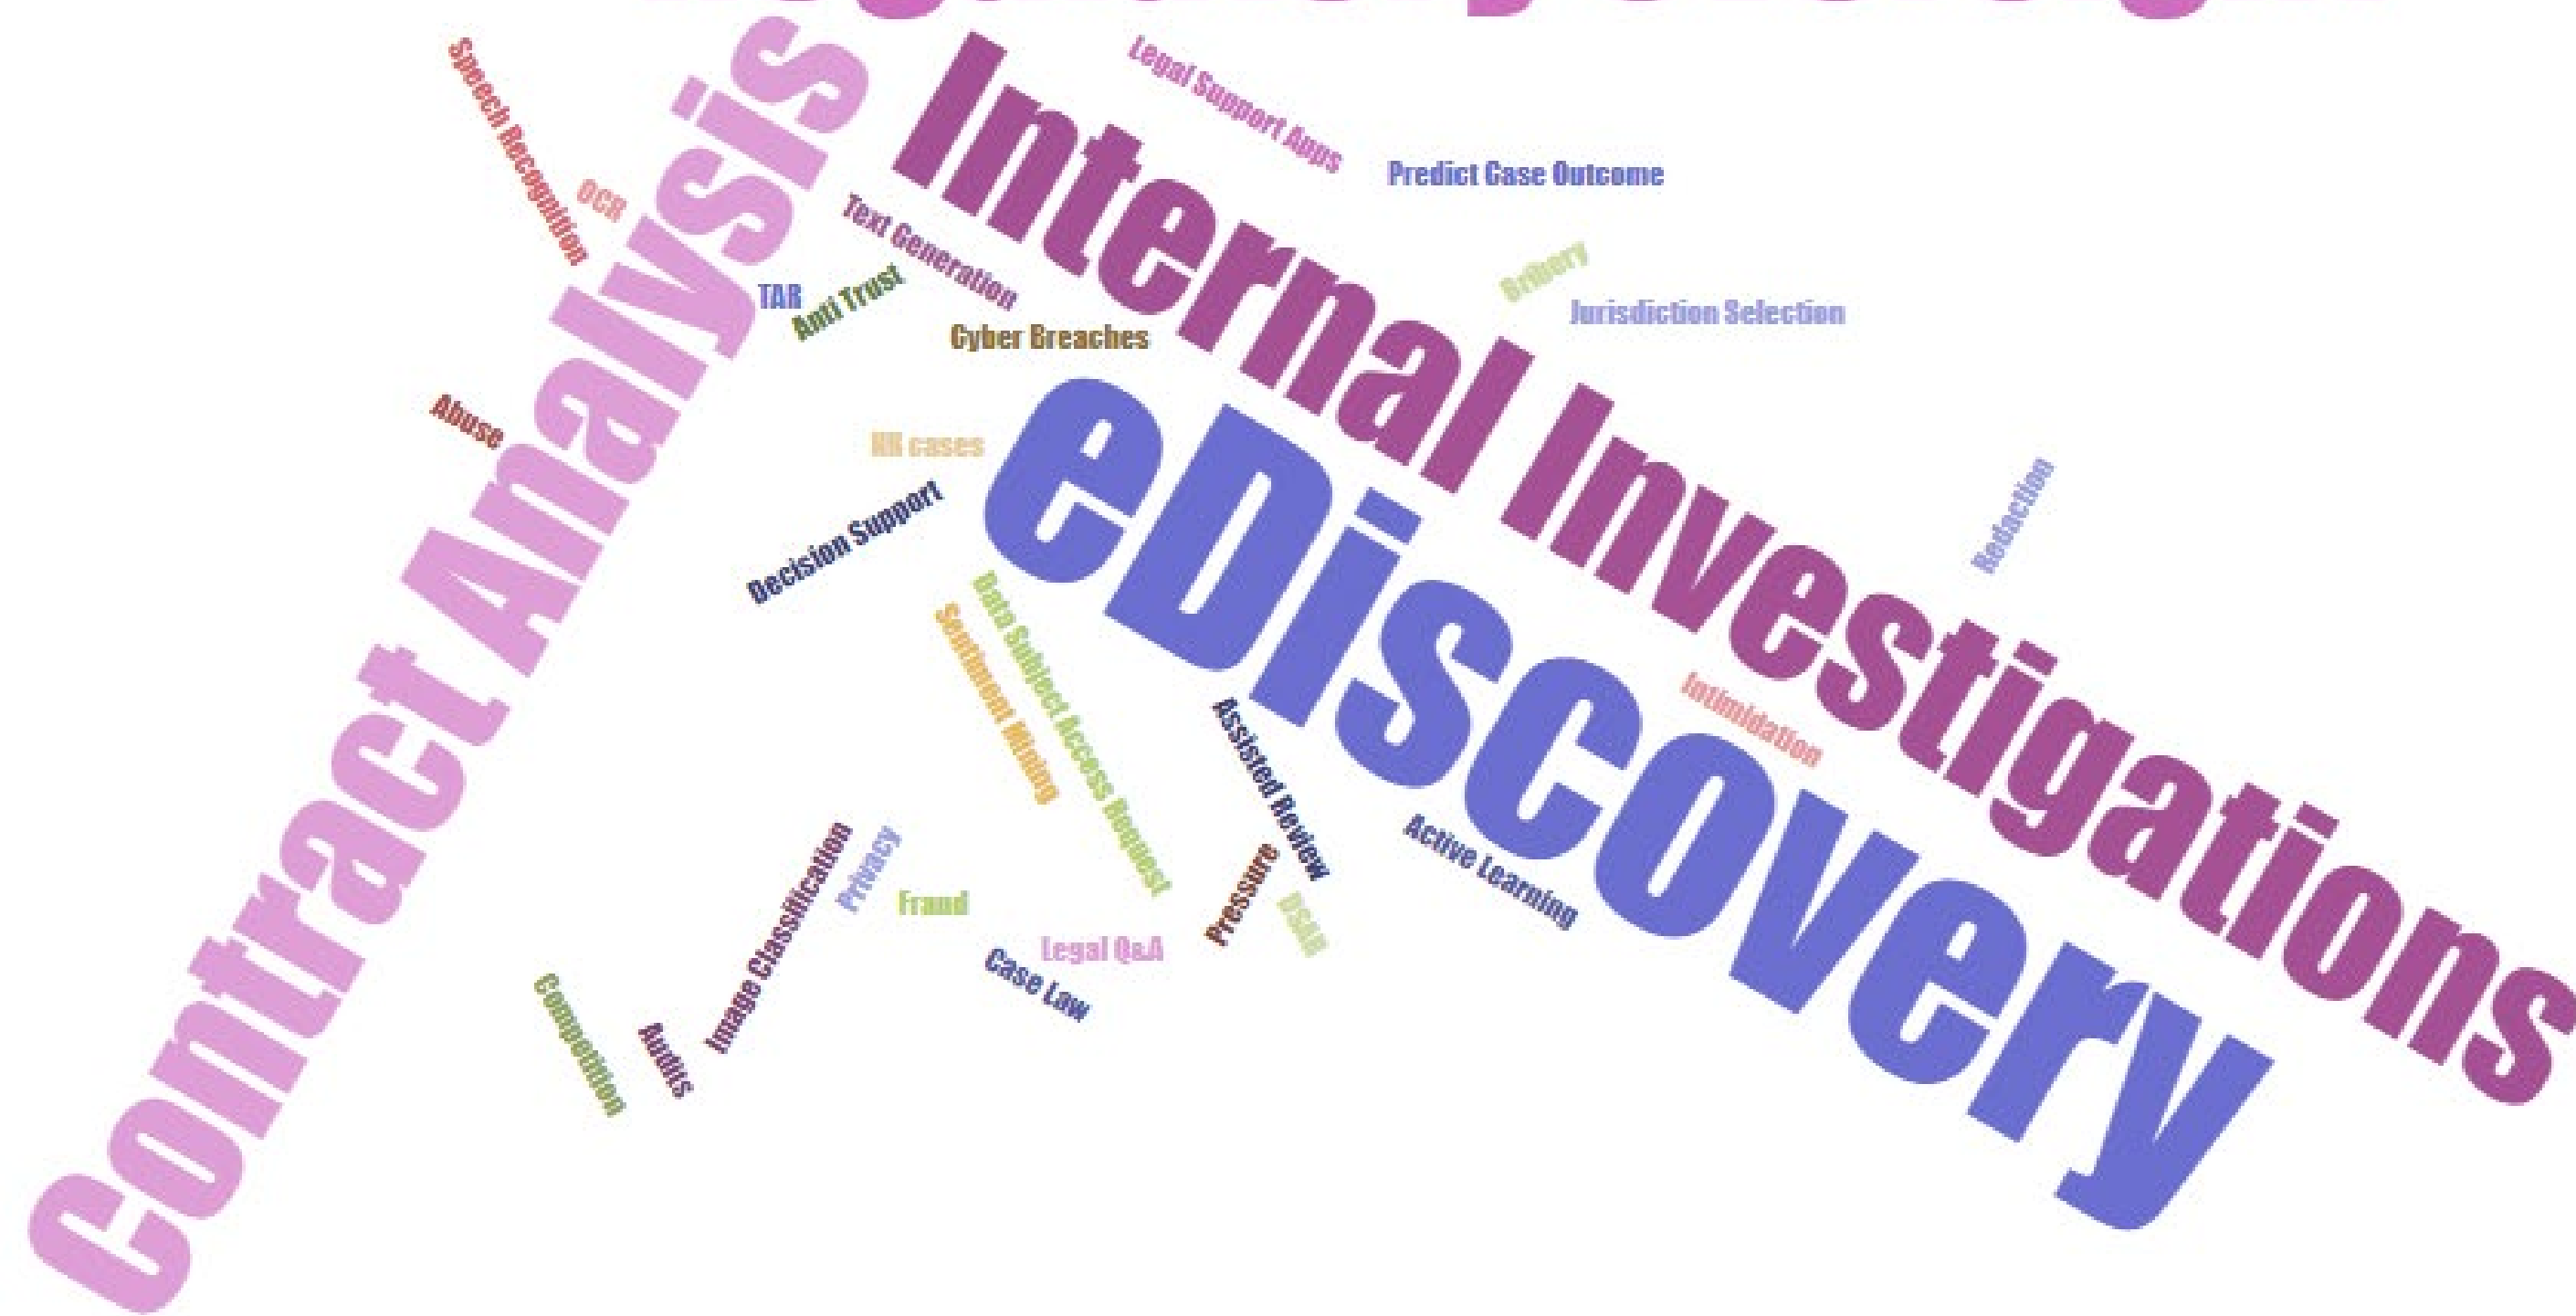 Contract Analysis
Internal Investigations
eDiscovery
Speech Recognition
OCR
Legal Support Apps
Predict Case Outcome
Text Generation
TAR
Anti Trust
Cyber Breaches
Bribery
Jurisdiction Selection
Abuse
HR cases
Decision Support
Redaction
Data Subject Access Request
Sentiment Mining
Intimidation
Assisted Review
Active Learning
Pressure
DSAR
Image Classification
Privacy
Fraud
Legal Q&A
Case Law
Competition
Audits